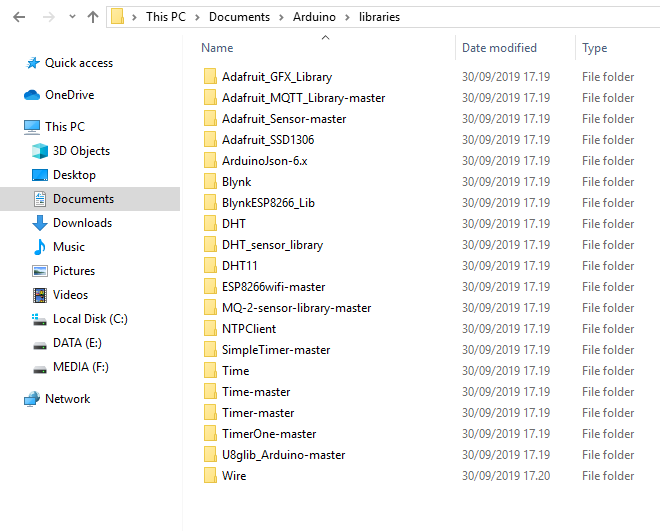 This PC > Documents > Arduino > libraries
Name Date modified Type
Quick access
OneDrive
This PC
3D Objects
Desktop
Documents
Downloads
Music
Pictures
Videos
Local Disk (C:)
DATA (E:)
MEDIA (F:)
Network
Adafruit_GFX_Library 30/09/2019 17.19 File folder
Adafruit_MQTT_Library-master 30/09/2019 17.19 File folder
Adafruit_Sensor-master 30/09/2019 17.19 File folder
Adafruit_SSD1306 30/09/2019 17.19 File folder
ArduinoJson-6.x 30/09/2019 17.19 File folder
Blynk 30/09/2019 17.19 File folder
BlynkESP8266_Lib 30/09/2019 17.19 File folder
DHT 30/09/2019 17.19 File folder
DHT_sensor_library 30/09/2019 17.19 File folder
DHT11 30/09/2019 17.19 File folder
ESP8266wifi-master 30/09/2019 17.19 File folder
MQ-2-sensor-library-master 30/09/2019 17.19 File folder
NTPClient 30/09/2019 17.19 File folder
SimpleTimer-master 30/09/2019 17.19 File folder
Time 30/09/2019 17.19 File folder
Time-master 30/09/2019 17.19 File folder
Timer-master 30/09/2019 17.19 File folder
TimerOne-master 30/09/2019 17.19 File folder
U8glib_Arduino-master 30/09/2019 17.19 File folder
Wire 30/09/2019 17.20 File folder